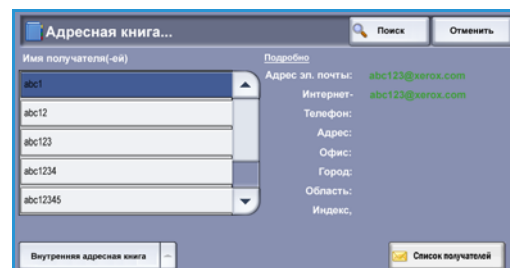 Адресная книга...
Поиск
Отменить
Имя получателя(-ей)
Подробно
abc1
abc12
abc123
abc1234
abc12345
Адрес эл. почты: abc123@xerox.com
Интернет- abc123@xerox.com
Телефон:
Адрес:
Офис:
Город:
Область:
Индекс,
Внутренняя адресная книга
Список получателей